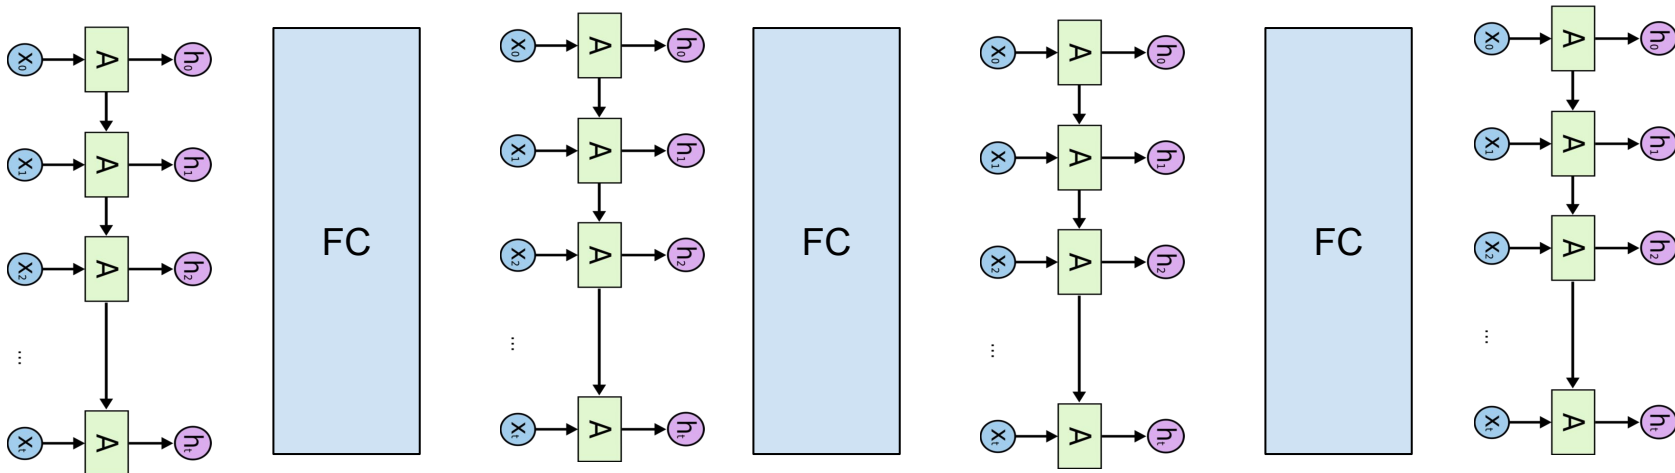 X₀ A h₀
X₁ A h₁
X₂ A h₂
...
Xₜ A hₜ
FC
X₀ A h₀
X₁ A h₁
X₂ A h₂
...
Xₜ A hₜ
FC
X₀ A h₀
X₁ A h₁
X₂ A h₂
...
Xₜ A hₜ
FC
X₀ A h₀
X₁ A h₁
X₂ A h₂
...
Xₜ A hₜ